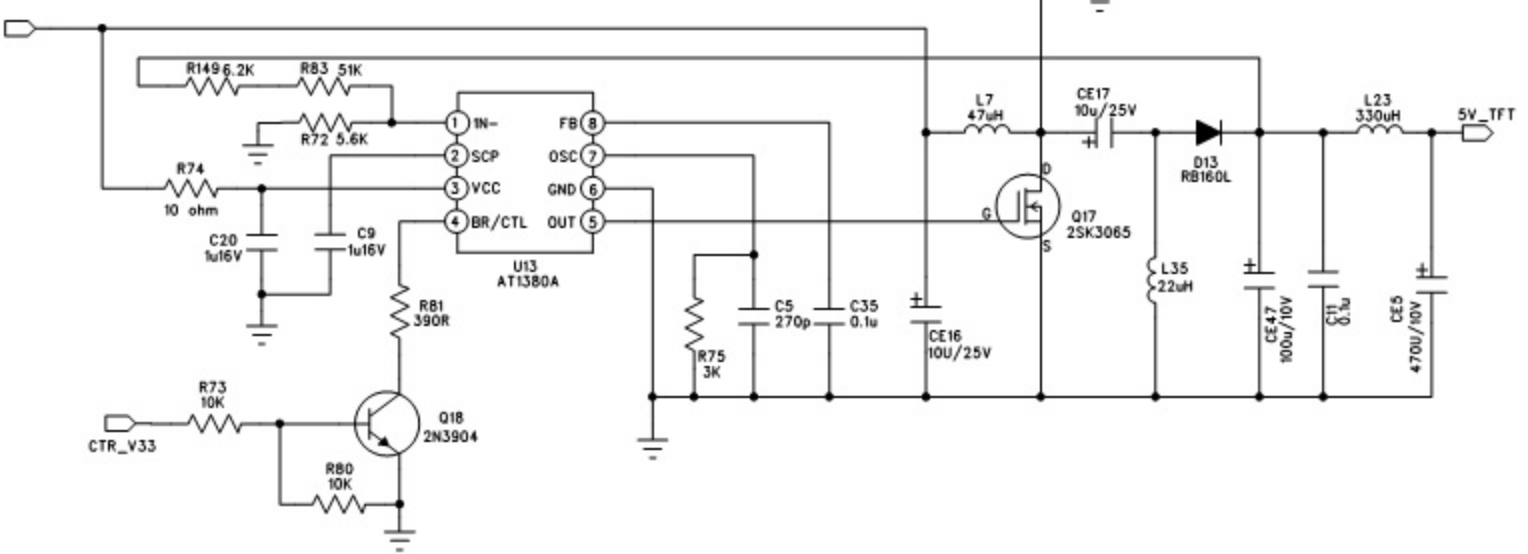 R149 6.2K R83 51K
R72 5.6K
1 1N- FB 8
2 SCP OSC 7
3 VCC GND 6
4 BR/CTL OUT 5
U13
AT1380A
R74
10 ohm
C20
1u16V
C9
1u16V
R81
390R
R73
10K
CTR_V33
Q18
2N3904
R80
10K
R75
3K
C5
270p
C35
0.1u
CE16
10U/25V
L7
47uH
CE17
10u/25V
+
D
G
S
Q17
2SK3065
D13
RB160L
L35
22uH
L23
330uH
5V_TFT
+
CE47
100u/10V
C11
0.1u
+
CE5
470U/10V
+